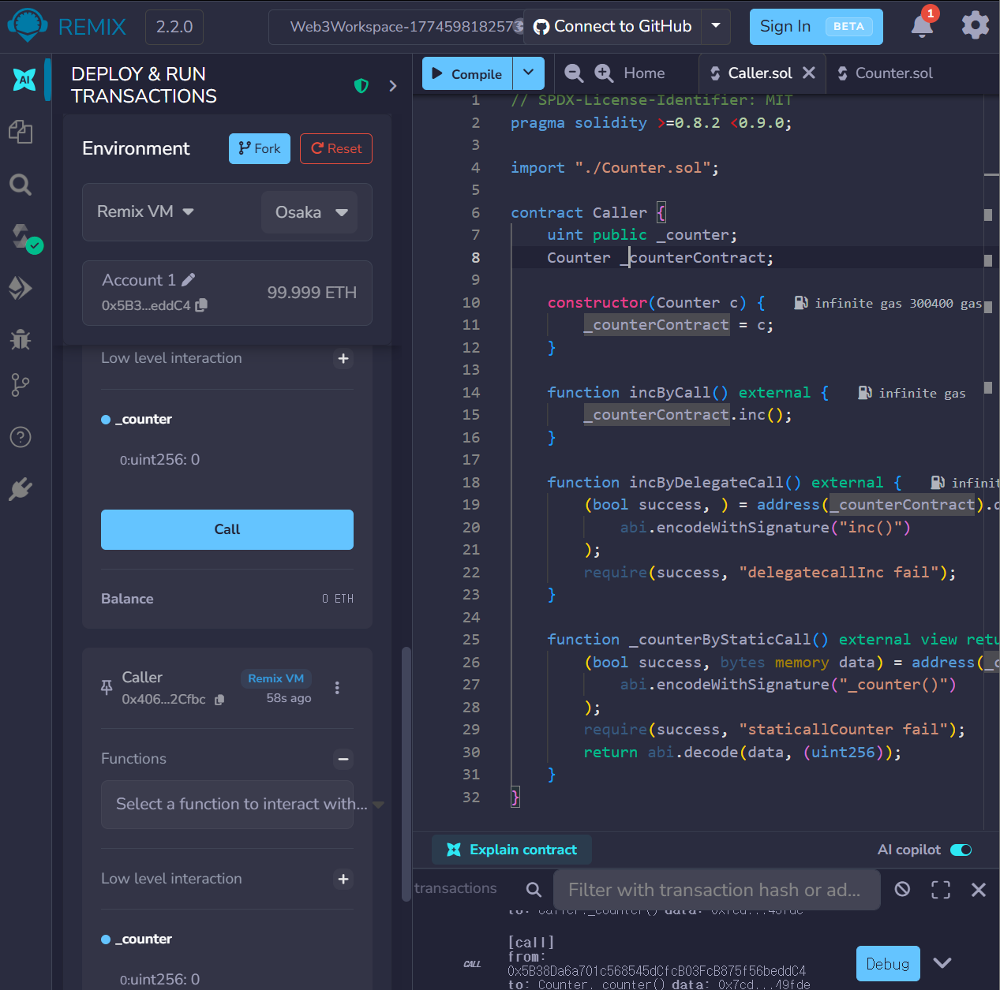 REMIX
2.2.0
Web3Workspace-177459818257
Connect to GitHub
Sign In BETA
1
AI
DEPLOY & RUN
TRANSACTIONS
Environment
Fork
Reset
Remix VM
Osaka
Account 1
0x5B3...eddC4
99.999 ETH
Low level interaction
_counter
0:uint256: 0
Call
Balance
0 ETH
Caller
Remix VM
0x406...2Cfbc
58s ago
Functions
Select a function to interact with...
Low level interaction
_counter
0:uint256: 0
Compile
Home
Caller.sol
Counter.sol
1 // SPDX-License-Identifier: MIT
2 pragma solidity >=0.8.2 <0.9.0;
3
4 import "./Counter.sol";
5
6 contract Caller {
7 uint public _counter;
8 Counter _counterContract;
9
10 constructor(Counter c) { infinite gas 300400 gas
11 _counterContract = c;
12 }
13
14 function incByCall() external { infinite gas
15 _counterContract.inc();
16 }
17
18 function incByDelegateCall() external { infinit
19 (bool success, ) = address(_counterContract).
20 abi.encodeWithSignature("inc()")
21 );
22 require(success, "delegatecallInc fail");
23 }
24
25 function _counterByStaticCall() external view retu
26 (bool success, bytes memory data) = address(_c
27 abi.encodeWithSignature("_counter()")
28 );
29 require(success, "staticallCounter fail");
30 return abi.decode(data, (uint256));
31 }
32 }
Explain contract
AI copilot
transactions
Filter with transaction hash or ad...
to: Caller._counter() data: 0xfcd...49fde
[call]
from:
CALL
0x5B38Da6a701c568545dCfcB03FcB875f56beddC4
to: Counter._counter() data: 0x7cd...49fde
Debug